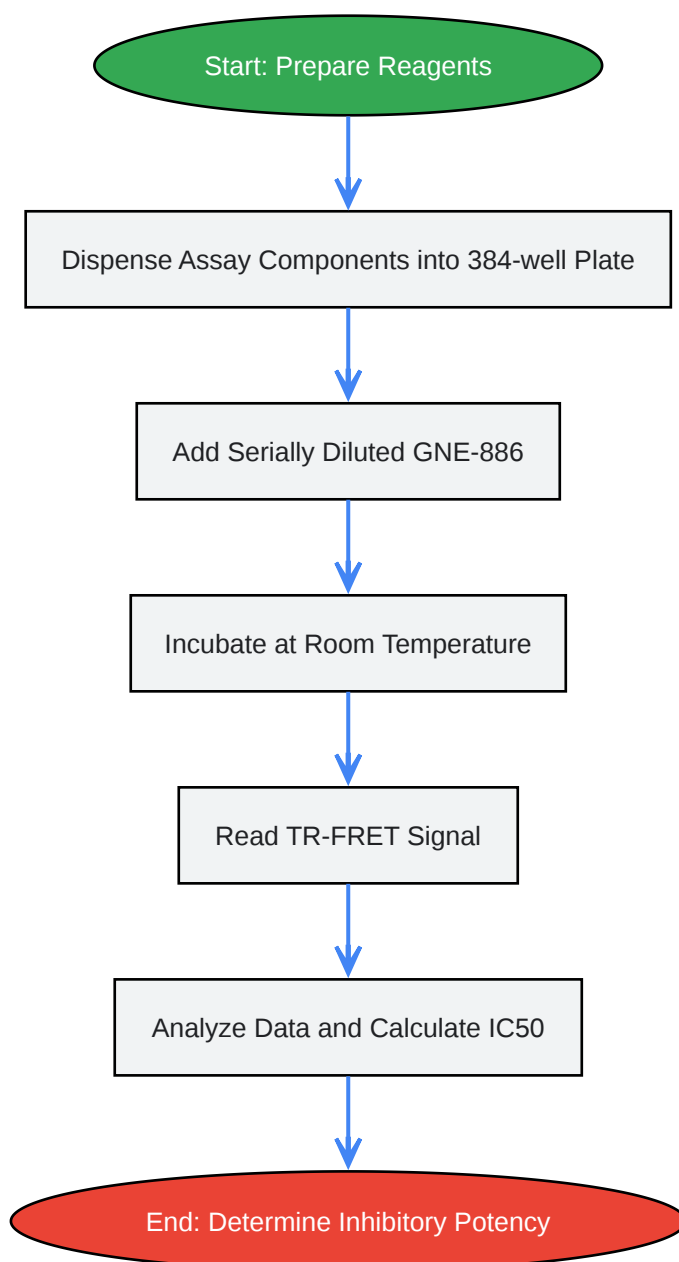 Start: Prepare Reagents
Dispense Assay Components into 384-well Plate
Add Serially Diluted GNE-886
Incubate at Room Temperature
Read TR-FRET Signal
Analyze Data and Calculate IC50
End: Determine Inhibitory Potency